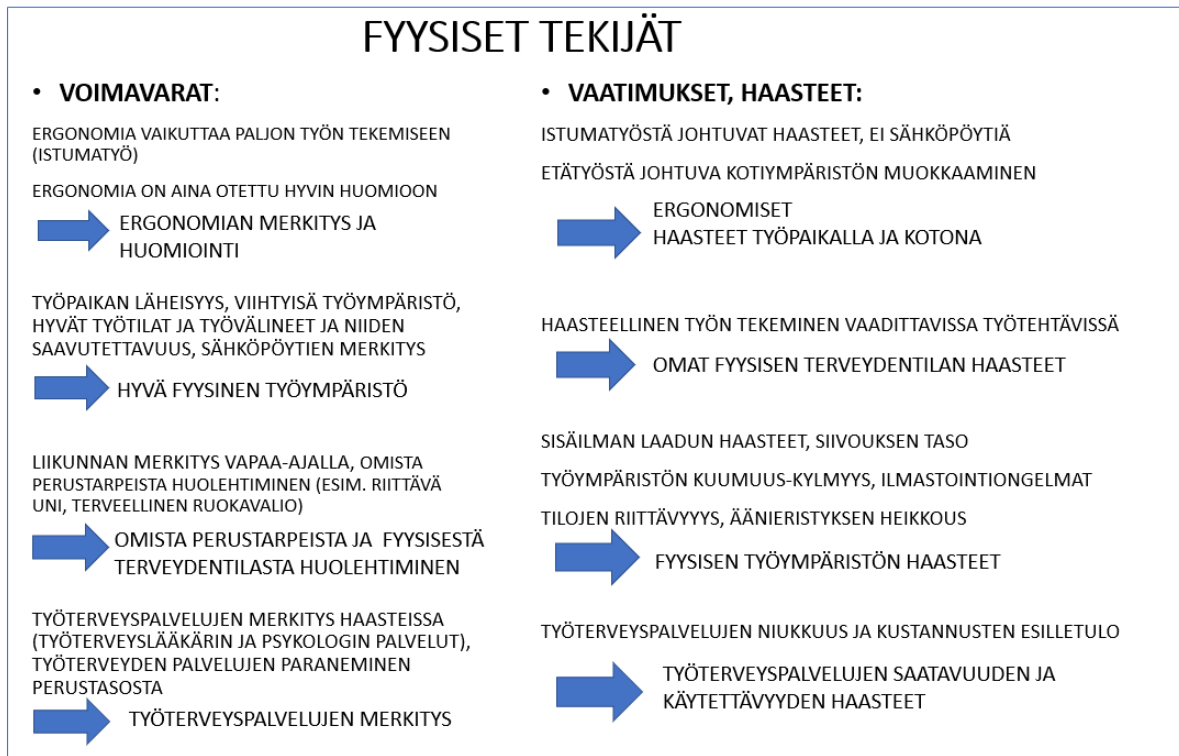 FYYSISET TEKIJÄT
• VOIMAVARAT:
ERGONOMIA VAIKUTTAA PALJON TYÖN TEKEMISEEN
(ISTUMATYÖ)
ERGONOMIA ON AINA OTETTU HYVIN HUOMIOON
ERGONOMIAN MERKITYS JA
HUOMIOINTI
TYÖPAIKAN LÄHEISYYS, VIIHTYISÄ TYÖYMPÄRISTÖ,
HYVÄT TYÖTILAT JA TYÖVÄLINEET JA NIIDEN
SAAVUTETTAVUUS, SÄHKÖPÖYTIEN MERKITYS
HYVÄ FYYSINEN TYÖYMPÄRISTÖ
LIIKUNNAN MERKITYS VAPAA-AJALLA, OMISTA
PERUSTARPEISTA HUOLEHTIMINEN (ESIM. RIITTÄVÄ
UNI, TERVEELLINEN RUOKAVALIO)
OMISTA PERUSTARPEISTA JA FYYSISESTÄ
TERVEYDENTILASTA HUOLEHTIMINEN
TYÖTERVEYSPALVELUJEN MERKITYS HAASTEISSA
(TYÖTERVEYSLÄÄKÄRIN JA PSYKOLOGIN PALVELUT),
TYÖTERVEYDEN PALVELUJEN PARANEMINEN
PERUSTASOSTA
TYÖTERVEYSPALVELUJEN MERKITYS
• VAATIMUKSET, HAASTEET:
ISTUMATYÖSTÄ JOHTUVAT HAASTEET, EI SÄHKÖPÖYTIÄ
ETÄTYÖSTÄ JOHTUVA KOTIYMPÄRISTÖN MUOKKAAMINEN
ERGONOMISET
HAASTEET TYÖPAIKALLA JA KOTONA
HAASTEELLINEN TYÖN TEKEMINEN VAADITTAVISSA TYÖTEHTÄVISSÄ
OMAT FYYSISEN TERVEYDENTILAN HAASTEET
SISÄILMAN LAADUN HAASTEET, SIIVOUKSEN TASO
TYÖYMPÄRISTÖN KUUMUUS-KYLMYYS, ILMASTOINTIONGELMAT
TILOJEN RIITTÄVYYYS, ÄÄNIERISTYKSEN HEIKKOUS
FYYSISEN TYÖYMPÄRISTÖN HAASTEET
TYÖTERVEYSPALVELUJEN NIUKKUUS JA KUSTANNUSTEN ESILLETULO
TYÖTERVEYSPALVELUJEN SAATAVUUDEN JA
KÄYTETTÄVYYDEN HAASTEET